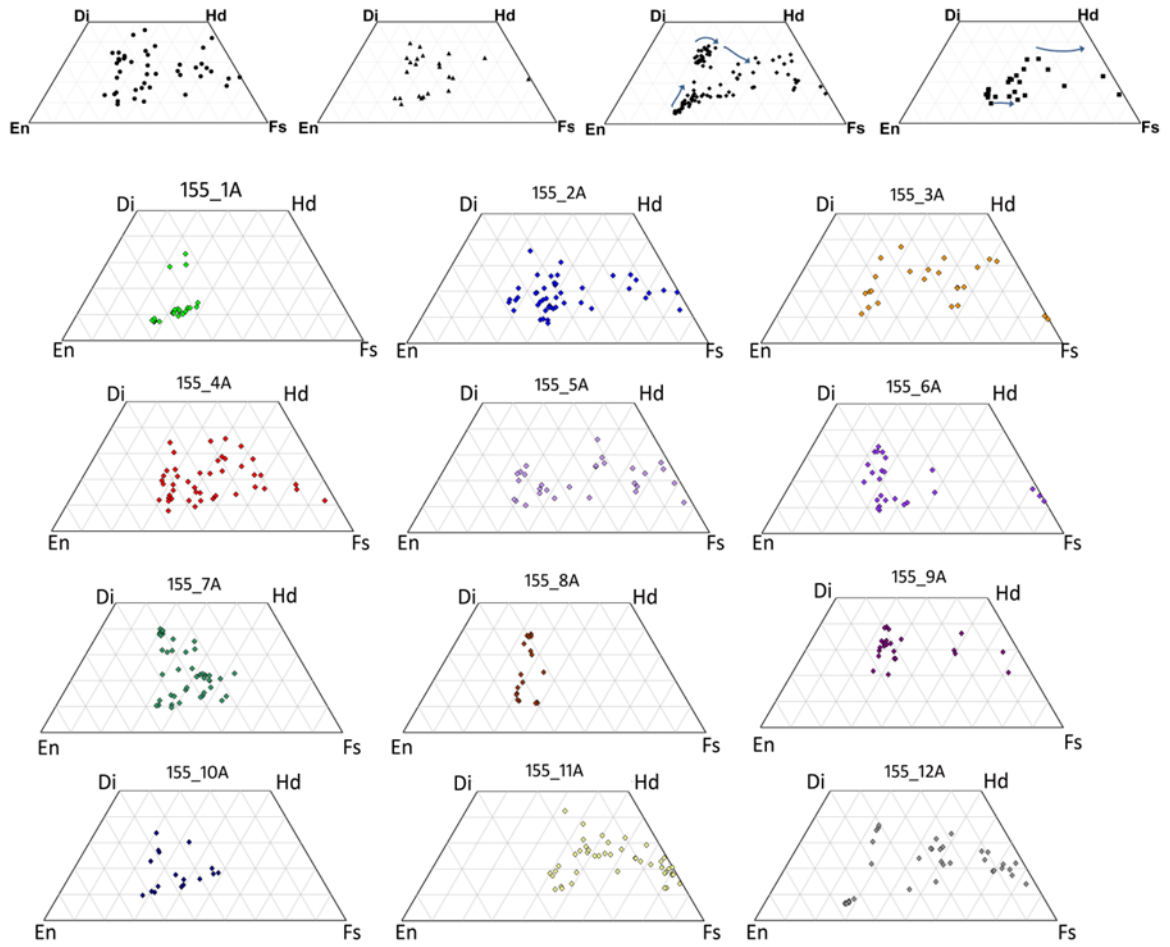 Di Hd Di Hd Di Hd Di Hd
En Fs En Fs En Fs En Fs
155_1A 155_2A 155_3A
Di Hd Di Hd Di Hd
En Fs En Fs En Fs
155_4A 155_5A 155_6A
Di Hd Di Hd Di Hd
En Fs En Fs En Fs
155_7A 155_8A 155_9A
Di Hd Di Hd Di Hd
En Fs En Fs En Fs
155_10A 155_11A 155_12A
Di Hd Di Hd Di Hd
En Fs En Fs En Fs